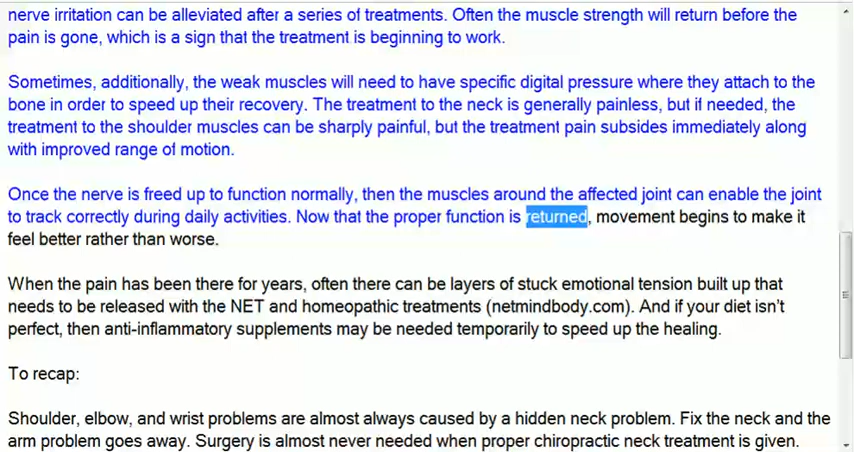 nerve irritation can be alleviated after a series of treatments. Often the muscle strength will return before the
pain is gone, which is a sign that the treatment is beginning to work.
Sometimes, additionally, the weak muscles will need to have specific digital pressure where they attach to the
bone in order to speed up their recovery. The treatment to the neck is generally painless, but if needed, the
treatment to the shoulder muscles can be sharply painful, but the treatment pain subsides immediately along
with improved range of motion.
Once the nerve is freed up to function normally, then the muscles around the affected joint can enable the joint
to track correctly during daily activities. Now that the proper function is returned, movement begins to make it
feel better rather than worse.
When the pain has been there for years, often there can be layers of stuck emotional tension built up that
needs to be released with the NET and homeopathic treatments (netmindbody.com). And if your diet isn't
perfect, then anti-inflammatory supplements may be needed temporarily to speed up the healing.
To recap:
Shoulder, elbow, and wrist problems are almost always caused by a hidden neck problem. Fix the neck and the
arm problem goes away. Surgery is almost never needed when proper chiropractic neck treatment is given.